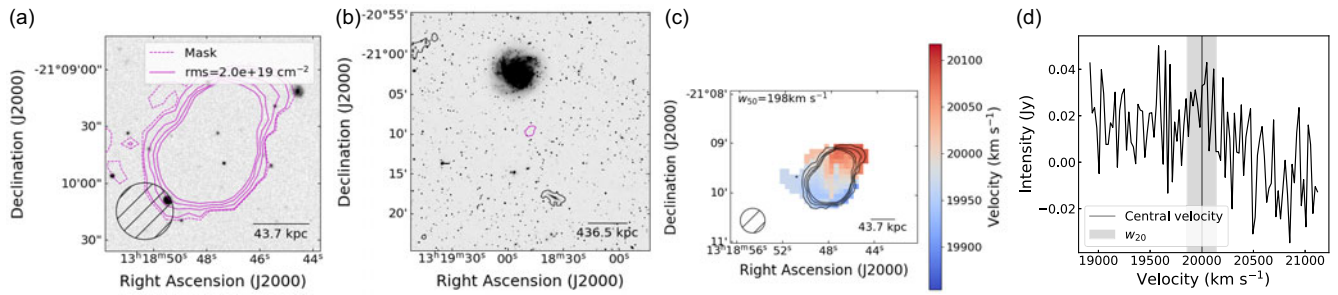 (a)
Mask
rms=2.0e+19 cm⁻²
-21°09'00"
30"
10'00"
30"
Declination (J2000)
43.7 kpc
13ʰ18ᵐ50ˢ 48ˢ 46ˢ 44ˢ
Right Ascension (J2000)
(b)
-20°55'
-21°00'
05'
10'
15'
20'
Declination (J2000)
436.5 kpc
13ʰ19ᵐ30ˢ 00ˢ 18ᵐ30ˢ 00ˢ
Right Ascension (J2000)
(c)
w₅₀=198km s⁻¹
-21°08'
09'
10'
11'
Declination (J2000)
43.7 kpc
13ʰ18ᵐ56ˢ 52ˢ 48ˢ 44ˢ
Right Ascension (J2000)
20100
20050
20000
19950
19900
Velocity (km s⁻¹)
(d)
0.04
0.02
0.00
−0.02
Intensity (Jy)
Central velocity
w₂₀
19000 19500 20000 20500 21000
Velocity (km s⁻¹)